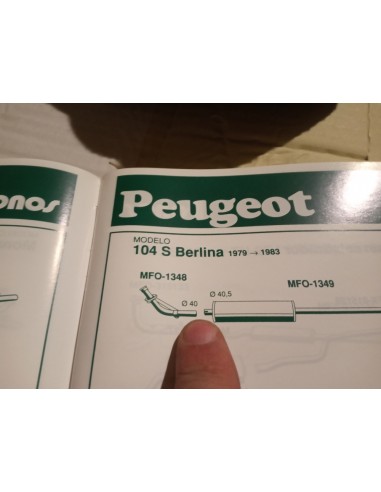 onos
Peugeot
MODELO
104 S Berlina 1979 → 1983
MFO-1348
MFO-1349
Ø 40
Ø 40,5